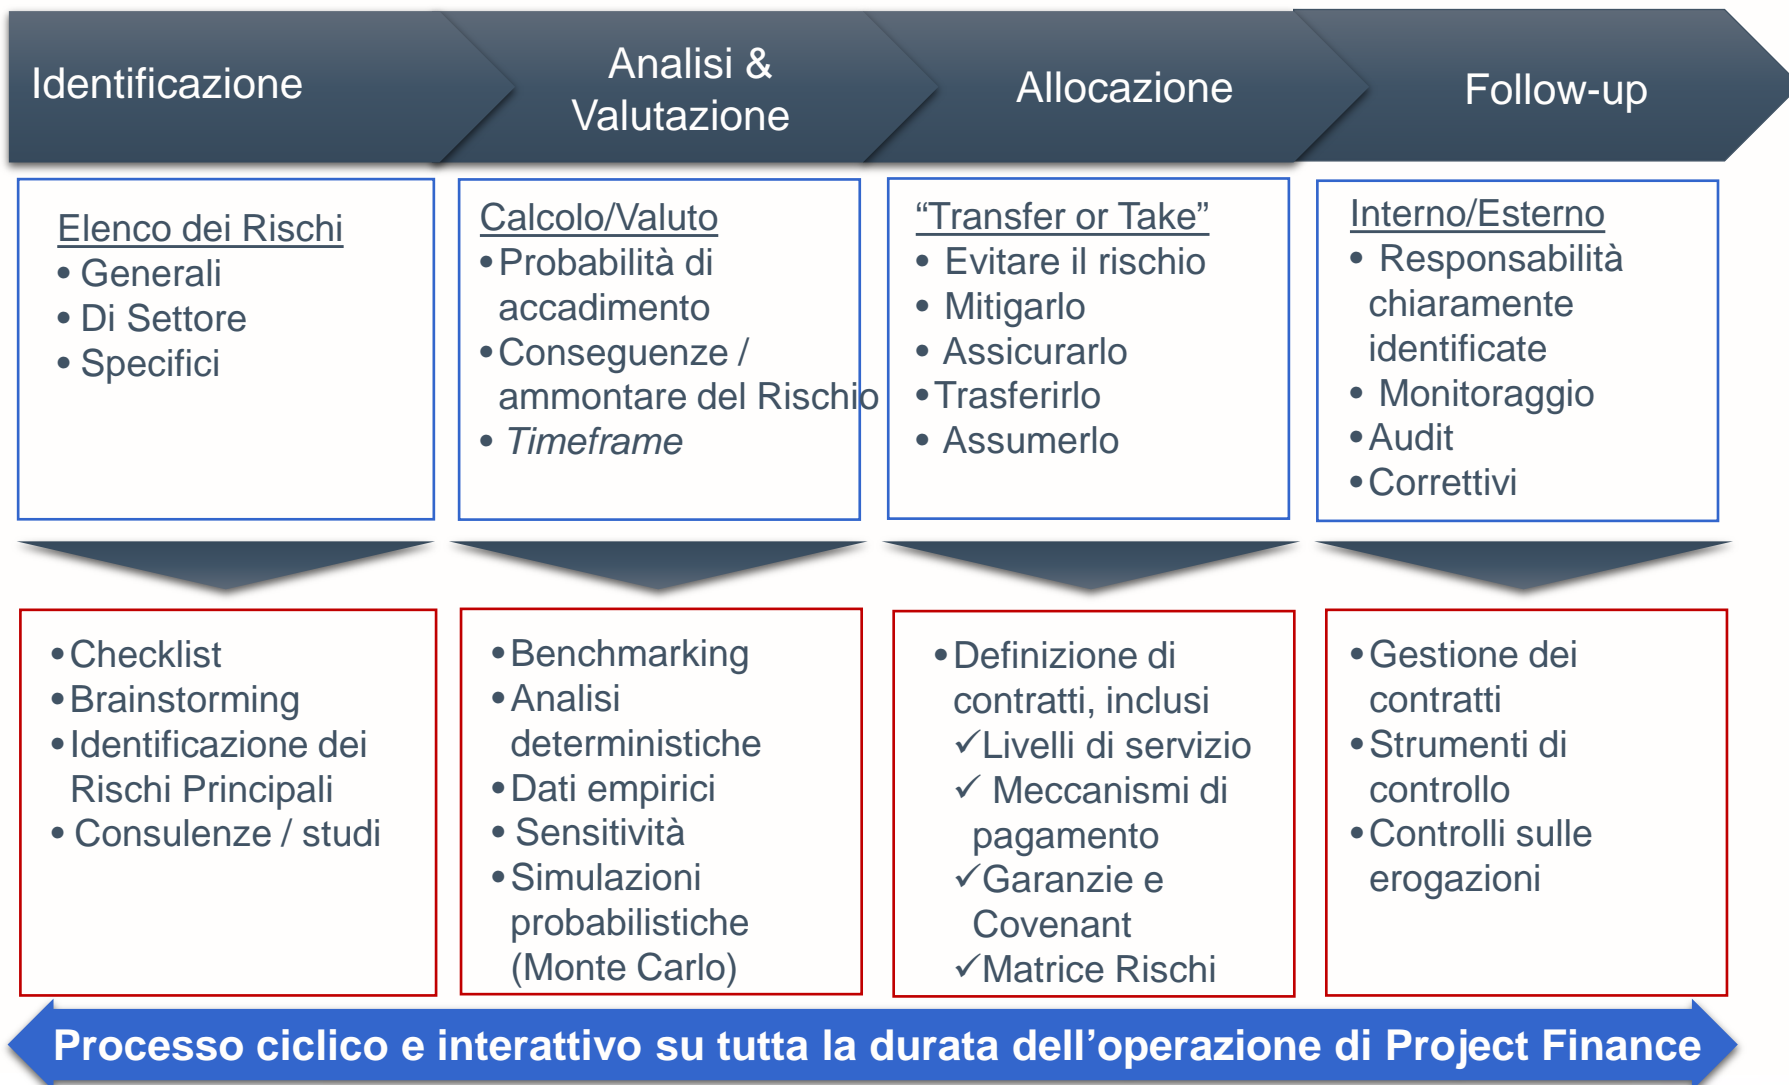 Identificazione
Analisi &
Valutazione
Allocazione
Follow-up
Elenco dei Rischi
• Generali
• Di Settore
• Specifici
Calcolo/Valuto
•Probabilità di
accadimento
•Conseguenze /
ammontare del Rischio
• Timeframe
“Transfer or Take”
• Evitare il rischio
• Mitigarlo
• Assicurarlo
•Trasferirlo
• Assumerlo
Interno/Esterno
• Responsabilità
chiaramente
identificate
• Monitoraggio
•Audit
•Correttivi
•Checklist
•Brainstorming
•Identificazione dei
Rischi Principali
• Consulenze / studi
•Benchmarking
•Analisi
deterministiche
•Dati empirici
• Sensitività
•Simulazioni
probabilistiche
(Monte Carlo)
•Definizione di
contratti, inclusi
✓Livelli di servizio
✓ Meccanismi di
pagamento
✓Garanzie e
Covenant
✓Matrice Rischi
•Gestione dei
contratti
•Strumenti di
controllo
•Controlli sulle
erogazioni
Processo ciclico e interattivo su tutta la durata dell’operazione di Project Finance